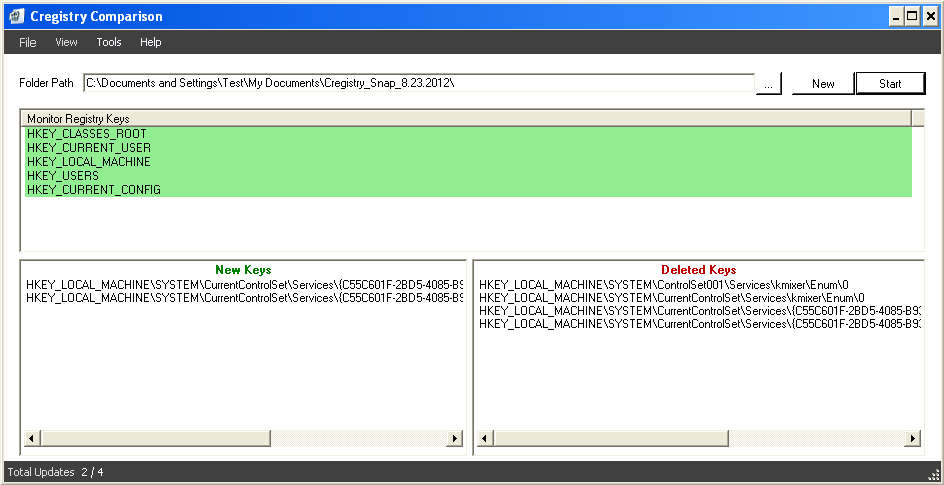 Cregistry Comparison
File View Tools Help
Folder Path C:\Documents and Settings\Test\My Documents\Cregistry_Snap_8.23.2012\ ... New Start
Monitor Registry Keys
HKEY_CLASSES_ROOT
HKEY_CURRENT_USER
HKEY_LOCAL_MACHINE
HKEY_USERS
HKEY_CURRENT_CONFIG
New Keys
HKEY_LOCAL_MACHINE\SYSTEM\CurrentControlSet\Services\{C55C601F-2BD5-4085-B9
HKEY_LOCAL_MACHINE\SYSTEM\CurrentControlSet\Services\{C55C601F-2BD5-4085-B9
Deleted Keys
HKEY_LOCAL_MACHINE\SYSTEM\ControlSet001\Services\kmixer\Enum\0
HKEY_LOCAL_MACHINE\SYSTEM\CurrentControlSet\Services\kmixer\Enum\0
HKEY_LOCAL_MACHINE\SYSTEM\CurrentControlSet\Services\{C55C601F-2BD5-4085-B93
HKEY_LOCAL_MACHINE\SYSTEM\CurrentControlSet\Services\{C55C601F-2BD5-4085-B93
Total Updates 2 / 4